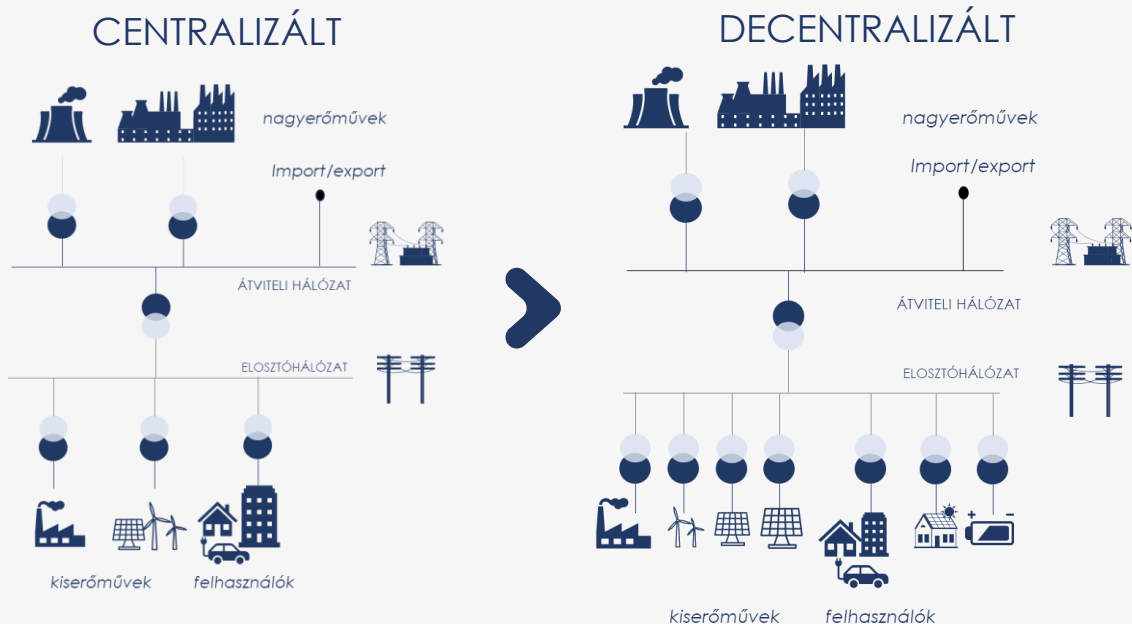 CENTRALIZÁLT
nagyerőművek
Import/export
ÁTVITELI HÁLÓZAT
ELOSZTÓHÁLÓZAT
kiserőművek
felhasználók
DECENTRALIZÁLT
nagyerőművek
Import/export
ÁTVITELI HÁLÓZAT
ELOSZTÓHÁLÓZAT
+ −
kiserőművek
felhasználók